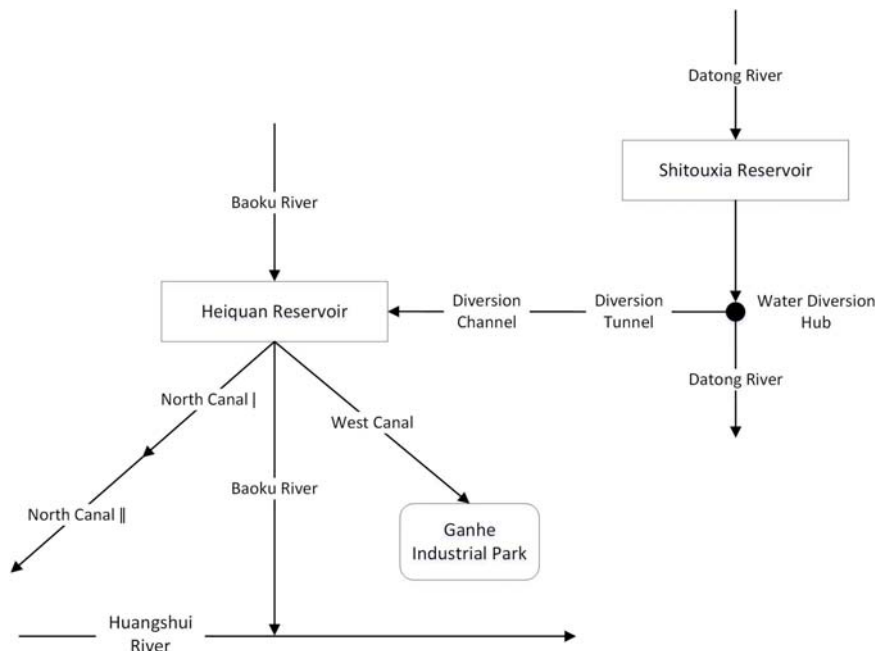 Datong River
Shitouxia Reservoir
Baoku River
Heiquan Reservoir
Diversion
Channel
Diversion
Tunnel
Water Diversion
Hub
Datong River
North Canal Ⅰ
West Canal
Baoku River
North Canal Ⅱ
Ganhe
Industrial Park
Huangshui
River